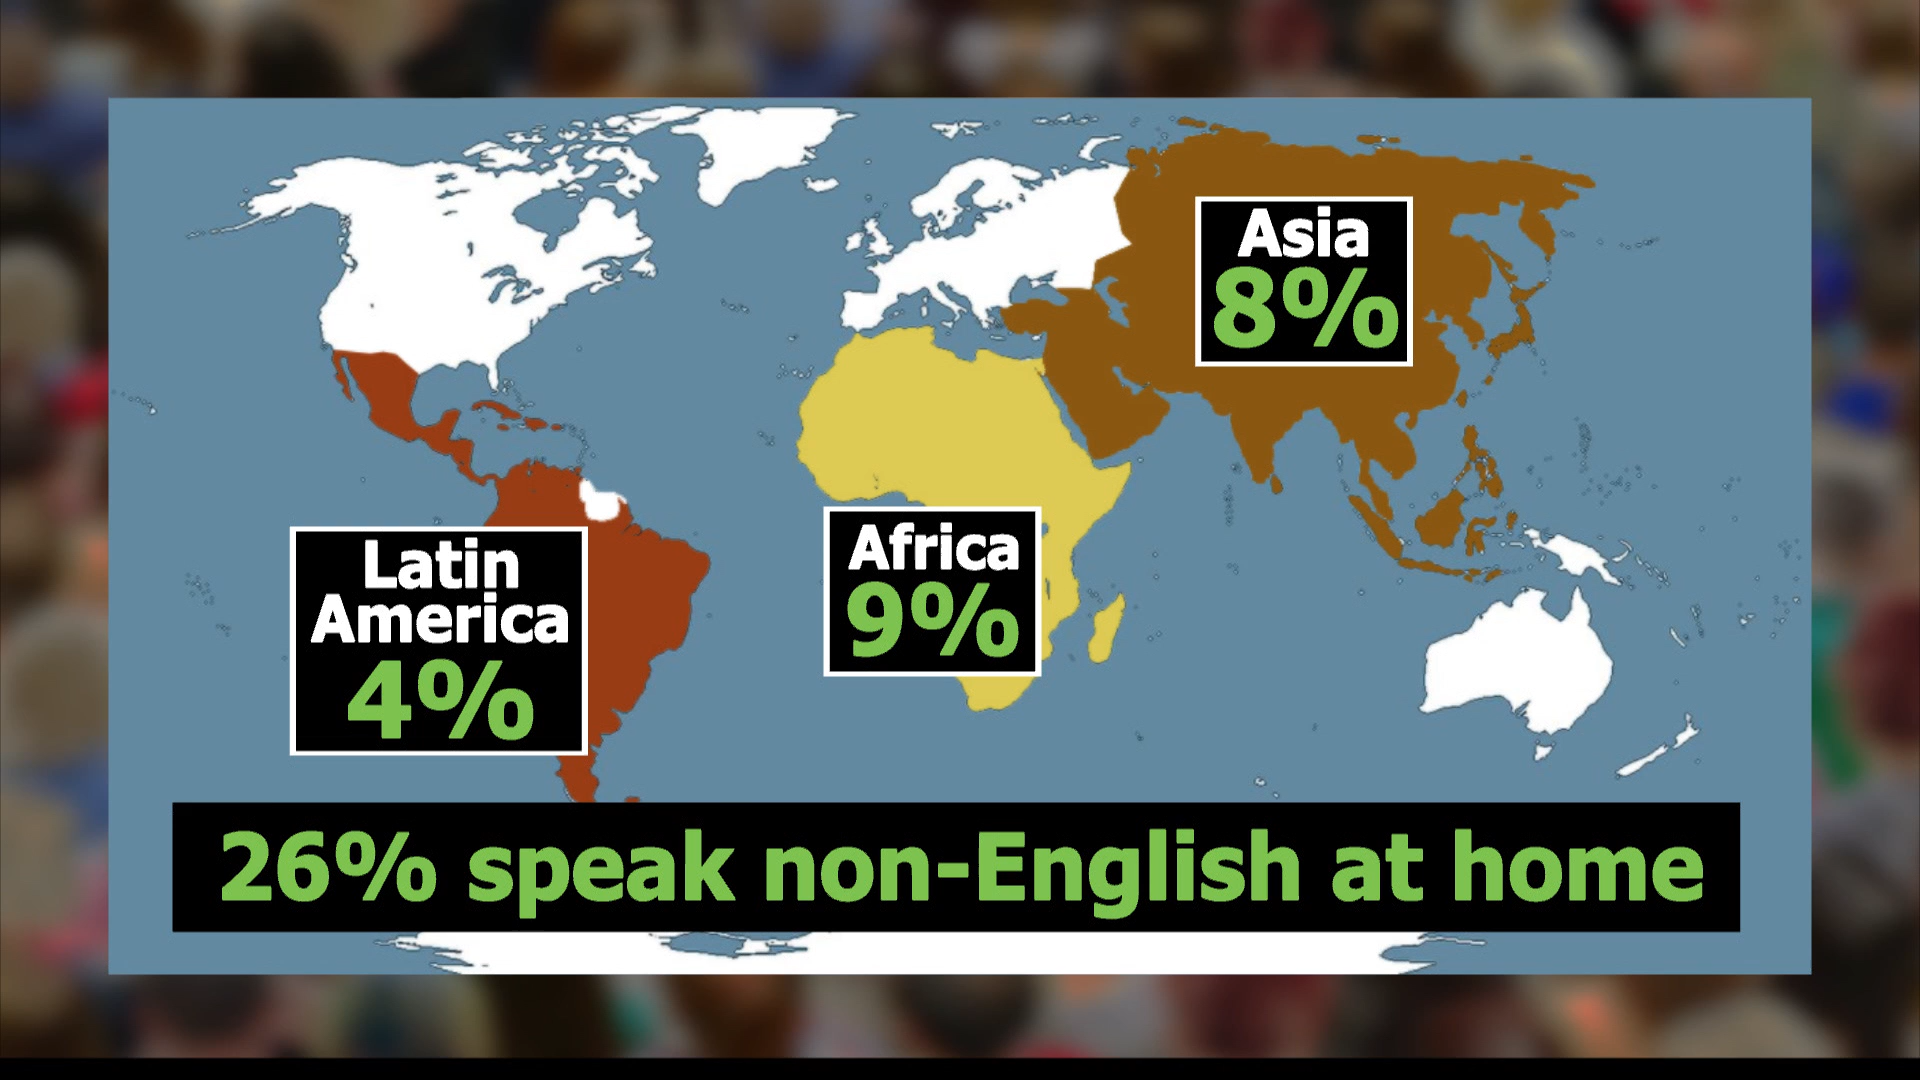 Asia
8%
Africa
9%
Latin
America
4%
26% speak non-English at home